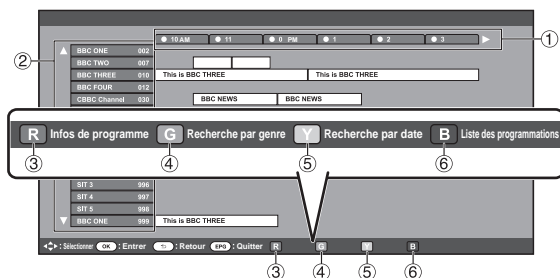 10 AM 11 0 PM 1 2 3 ①
②
BBC ONE 002
BBC TWO 007
BBC THREE 010 This is BBC THREE This is BBC THREE
BBC FOUR 012
CBBC Channel 030 BBC NEWS BBC NEWS
R Infos de programme G Recherche par genre Y Recherche par date B Liste des programmations
③ ④ ⑤ ⑥
SIT 3 996
SIT 4 997
SIT 5 998
BBC ONE 999 This is BBC THREE
: Sélectionner OK : Entrer : Retour EPG : Quitter R G Y B
③ ④ ⑤ ⑥